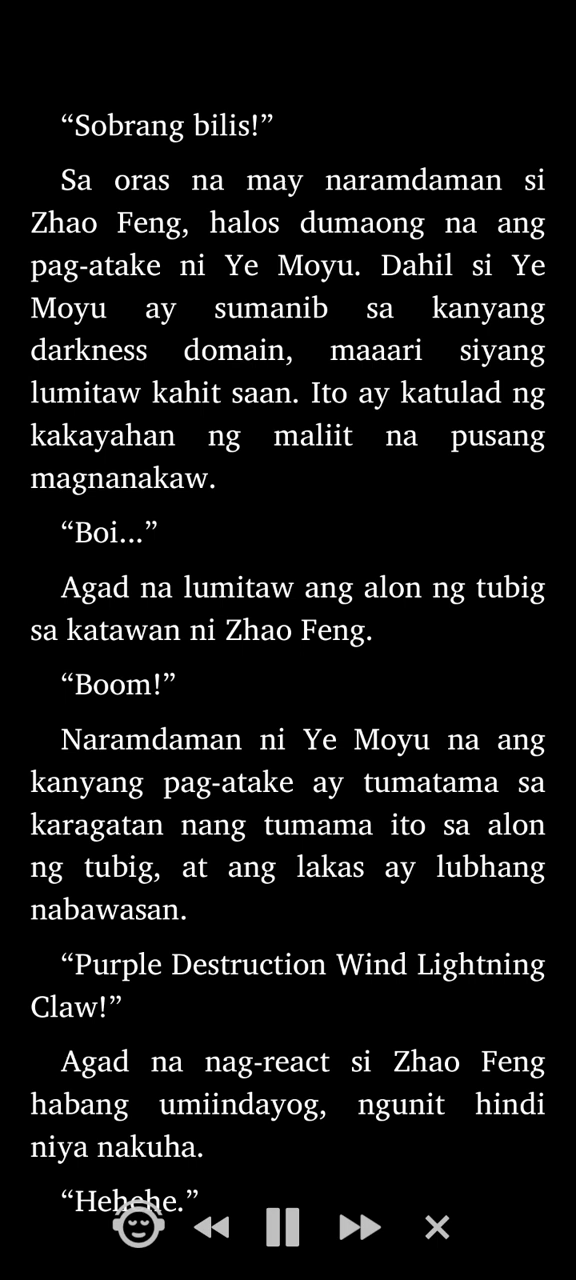 “Sobrang bilis!”
Sa oras na may naramdaman si
Zhao Feng, halos dumaong na ang
pag-atake ni Ye Moyu. Dahil si Ye
Moyu ay sumanib sa kanyang
darkness domain, maaari siyang
lumitaw kahit saan. Ito ay katulad ng
kakayahan ng maliit na pusang
magnanakaw.
“Boi...”
Agad na lumitaw ang alon ng tubig
sa katawan ni Zhao Feng.
“Boom!”
Naramdaman ni Ye Moyu na ang
kanyang pag-atake ay tumatama sa
karagatan nang tumama ito sa alon
ng tubig, at ang lakas ay lubhang
nabawasan.
“Purple Destruction Wind Lightning
Claw!”
Agad na nag-react si Zhao Feng
habang umiindayog, ngunit hindi
niya nakuha.
“Hehehe.”